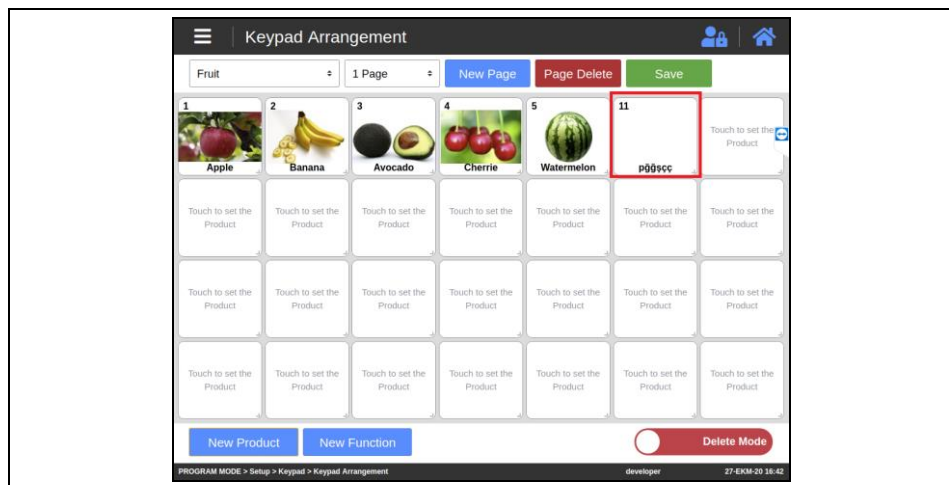 Keypad Arrangement
Fruit 1 Page New Page Page Delete Save
1 2 3 4 5 11
Apple Banana Avocado Cherrie Watermelon pğğşçç
Touch to set the Product
Touch to set the Product Touch to set the Product Touch to set the Product Touch to set the Product Touch to set the Product Touch to set the Product Touch to set the Product
Touch to set the Product Touch to set the Product Touch to set the Product Touch to set the Product Touch to set the Product Touch to set the Product Touch to set the Product
Touch to set the Product Touch to set the Product Touch to set the Product Touch to set the Product Touch to set the Product Touch to set the Product Touch to set the Product
New Product New Function Delete Mode
PROGRAM MODE > Setup > Keypad > Keypad Arrangement developer 27-EKM-20 16:42